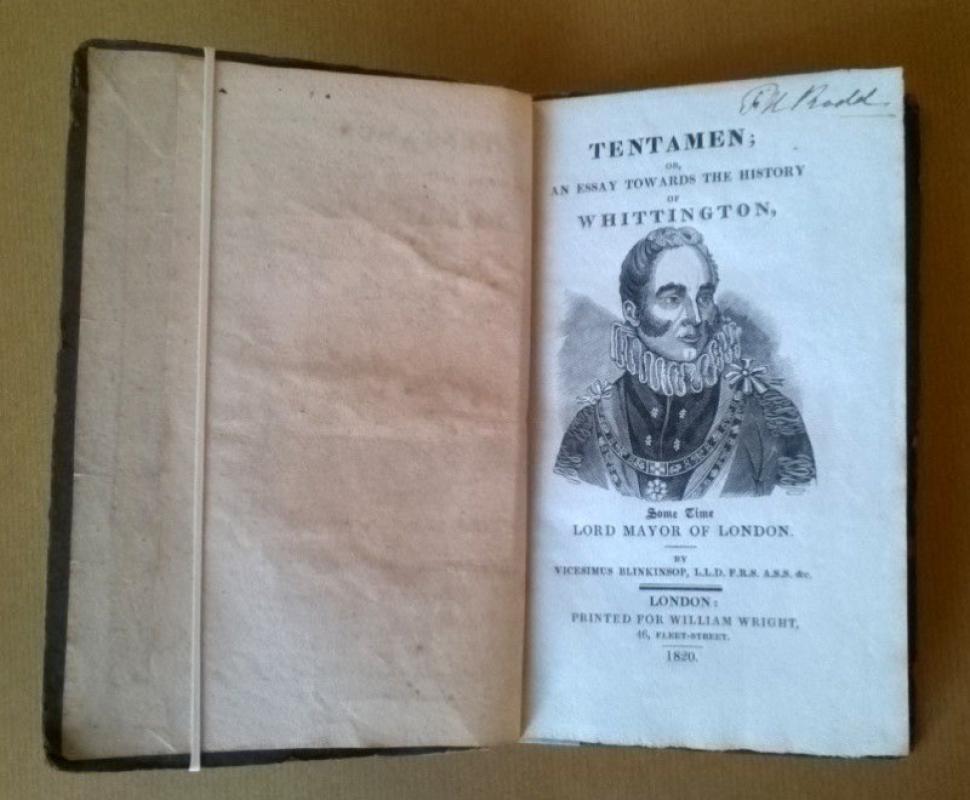 TENTAMEN;
OR,
AN ESSAY TOWARDS THE HISTORY
OF
WHITTINGTON,
Some Time
LORD MAYOR OF LONDON.
BY
VICESIMUS BLINKINSOP, L.L.D. F.R.S. A.S.S. &c.
LONDON:
PRINTED FOR WILLIAM WRIGHT,
46, FLEET-STREET.
1820.